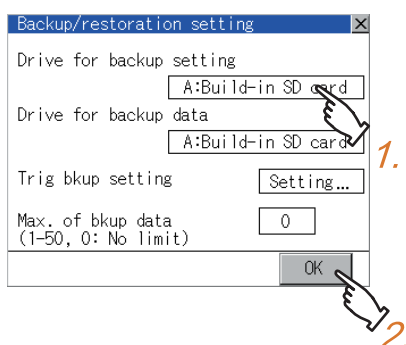 Backup/restoration setting
Drive for backup setting
A:Build-in SD card
Drive for backup data
A:Build-in SD card
1.
Trig bkup setting
Setting...
Max. of bkup data
0
(1-50, 0: No limit)
OK
2.